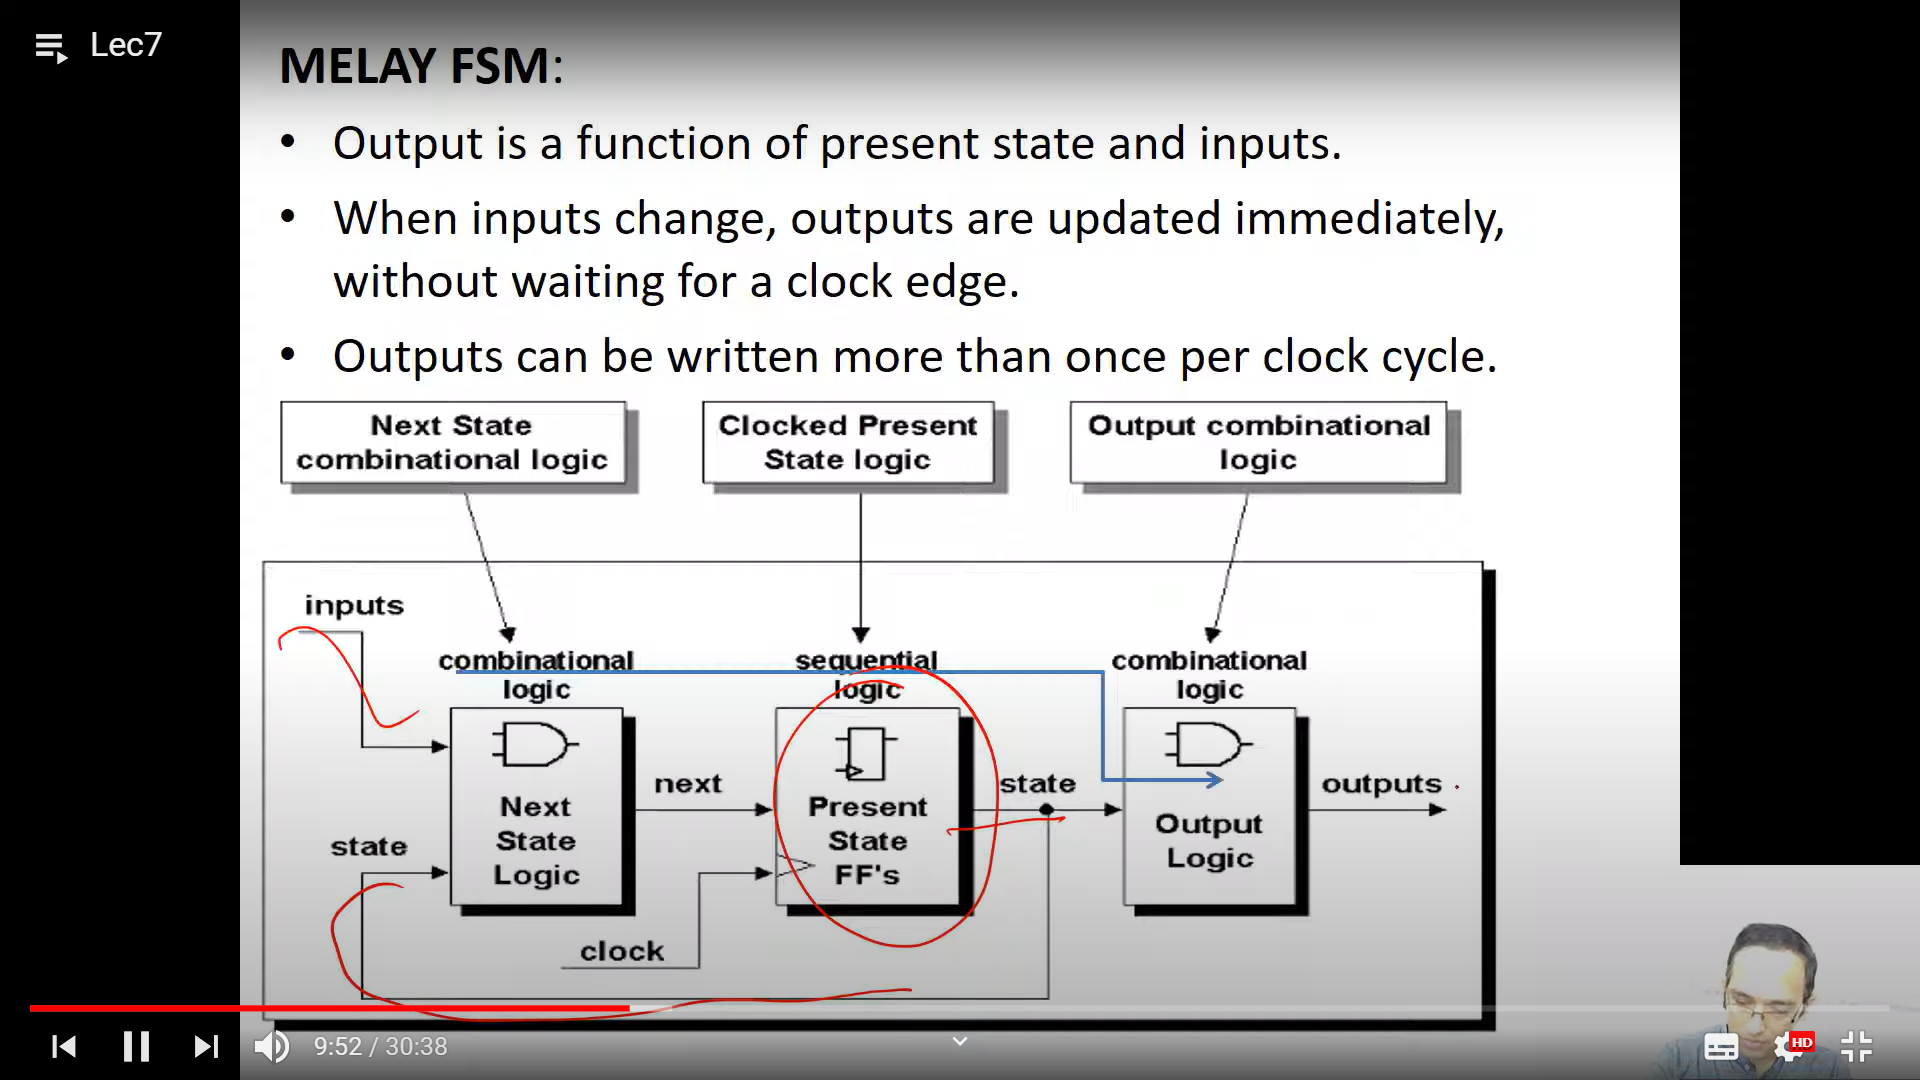 Lec7
MELAY FSM:
• Output is a function of present state and inputs.
• When inputs change, outputs are updated immediately,
without waiting for a clock edge.
• Outputs can be written more than once per clock cycle.
Next State
combinational logic
Clocked Present
State logic
Output combinational
logic
inputs
combinational
logic
sequential
logic
combinational
logic
next
state
outputs
Next
State
Logic
Present
State
FF's
Output
Logic
state
clock
9:52 / 30:38
HD